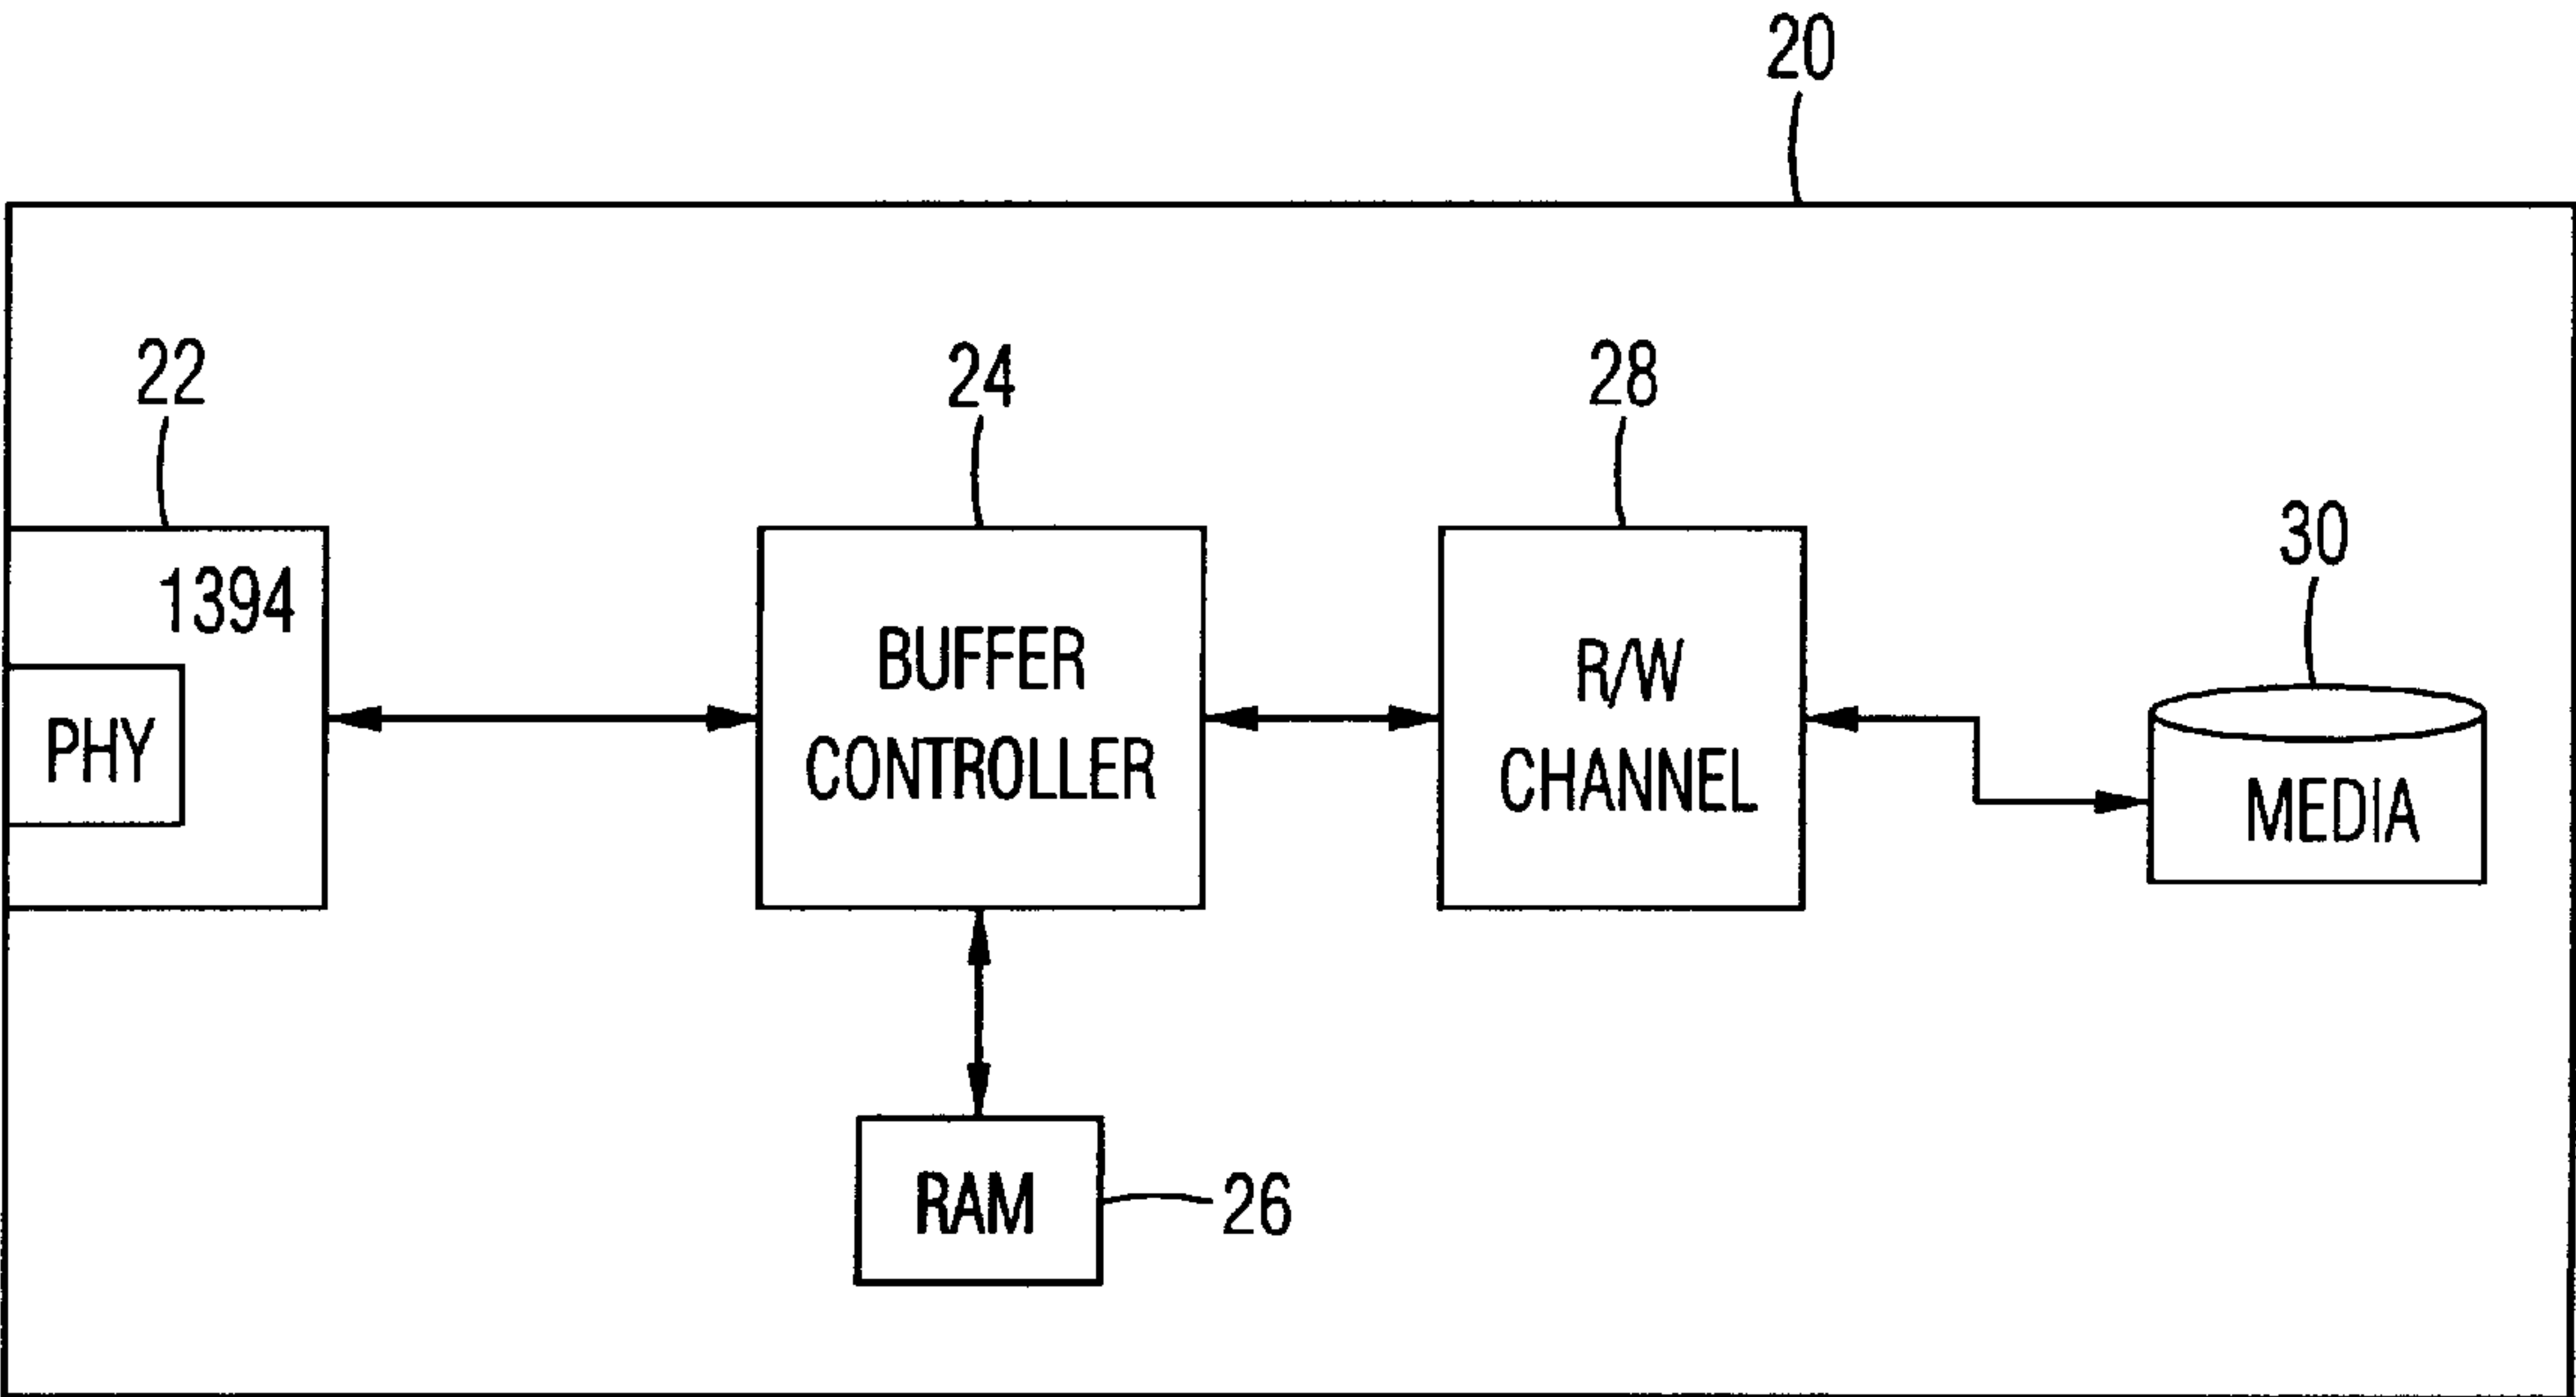 20
22
24
28
30
1394
PHY
BUFFER
CONTROLLER
R/W
CHANNEL
MEDIA
RAM
26